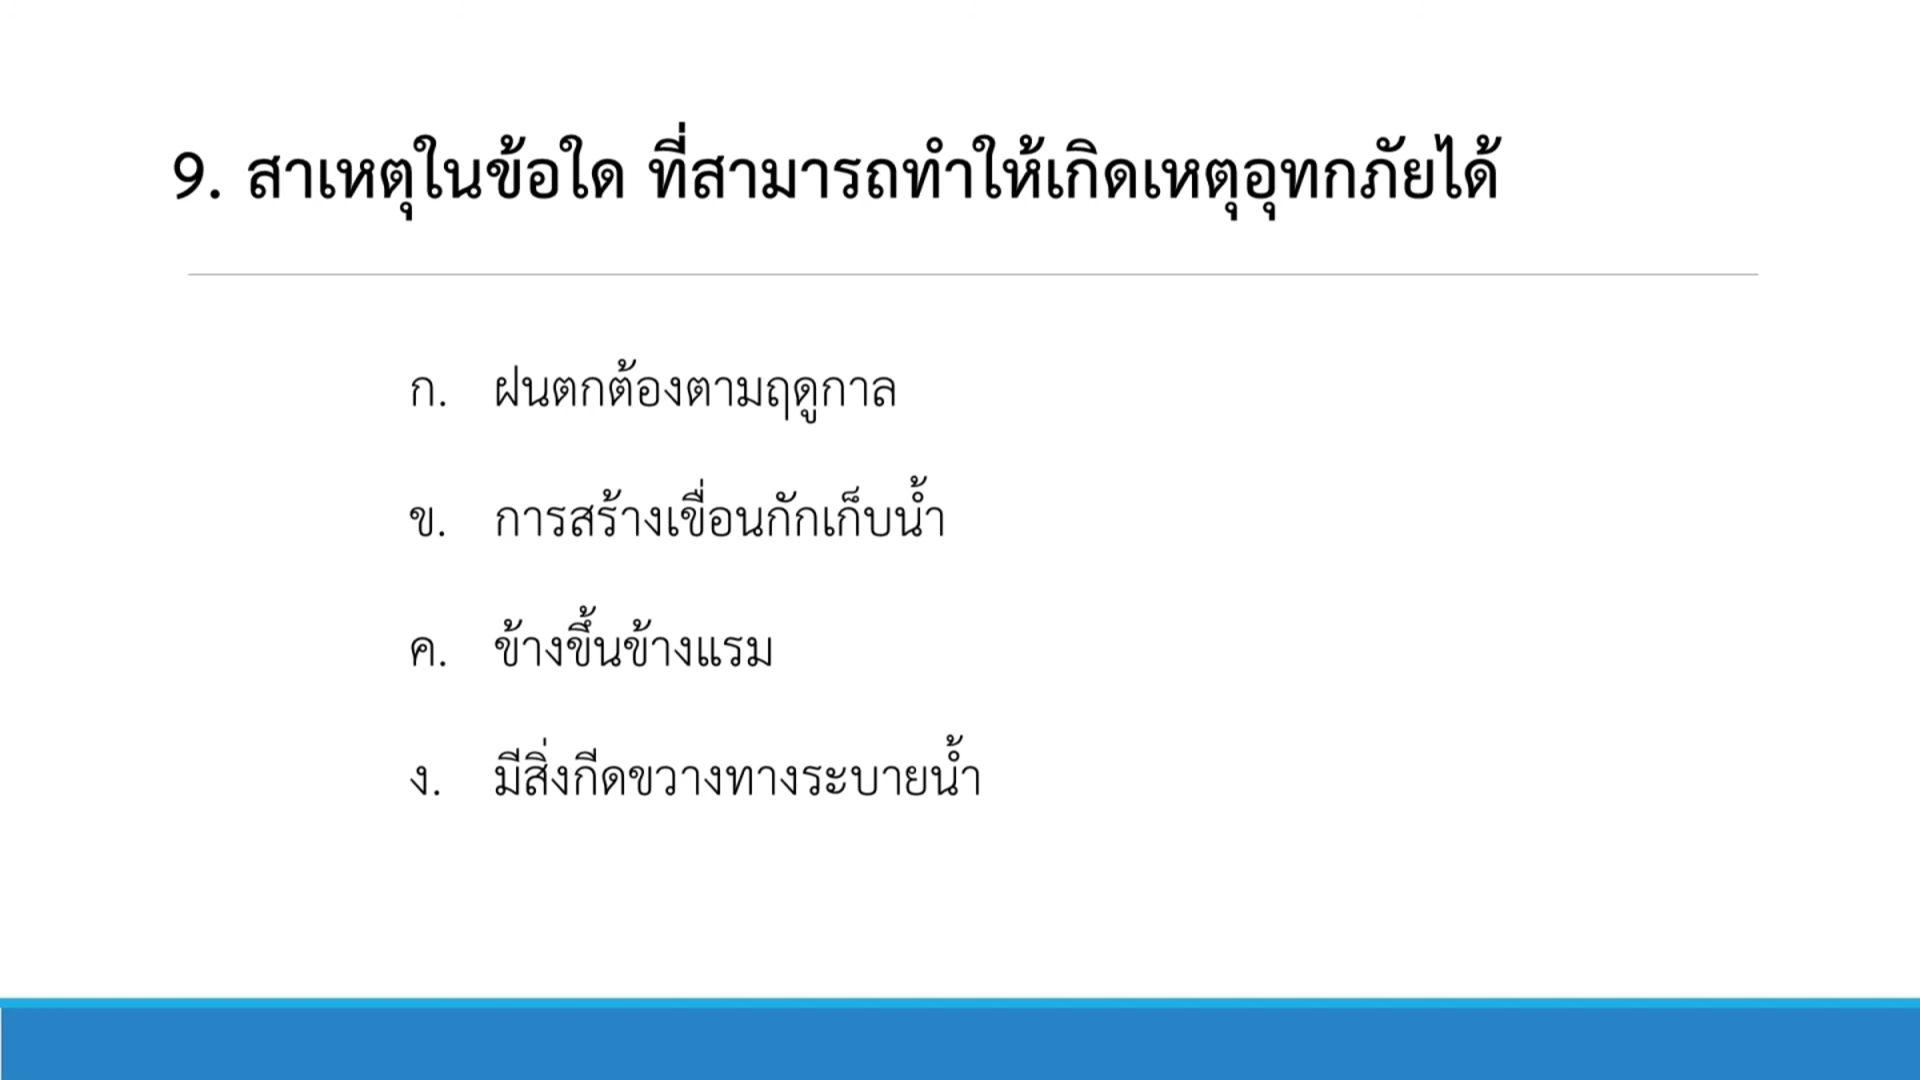 9. สาเหตุในข้อใด ที่สามารถทำให้เกิดเหตุอุทกภัยได้
ก. ฝนตกต้องตามฤดูกาล
ข. การสร้างเขื่อนกักเก็บน้ำ
ค. ข้างขึ้นข้างแรม
ง. มีสิ่งกีดขวางทางระบายน้ำ